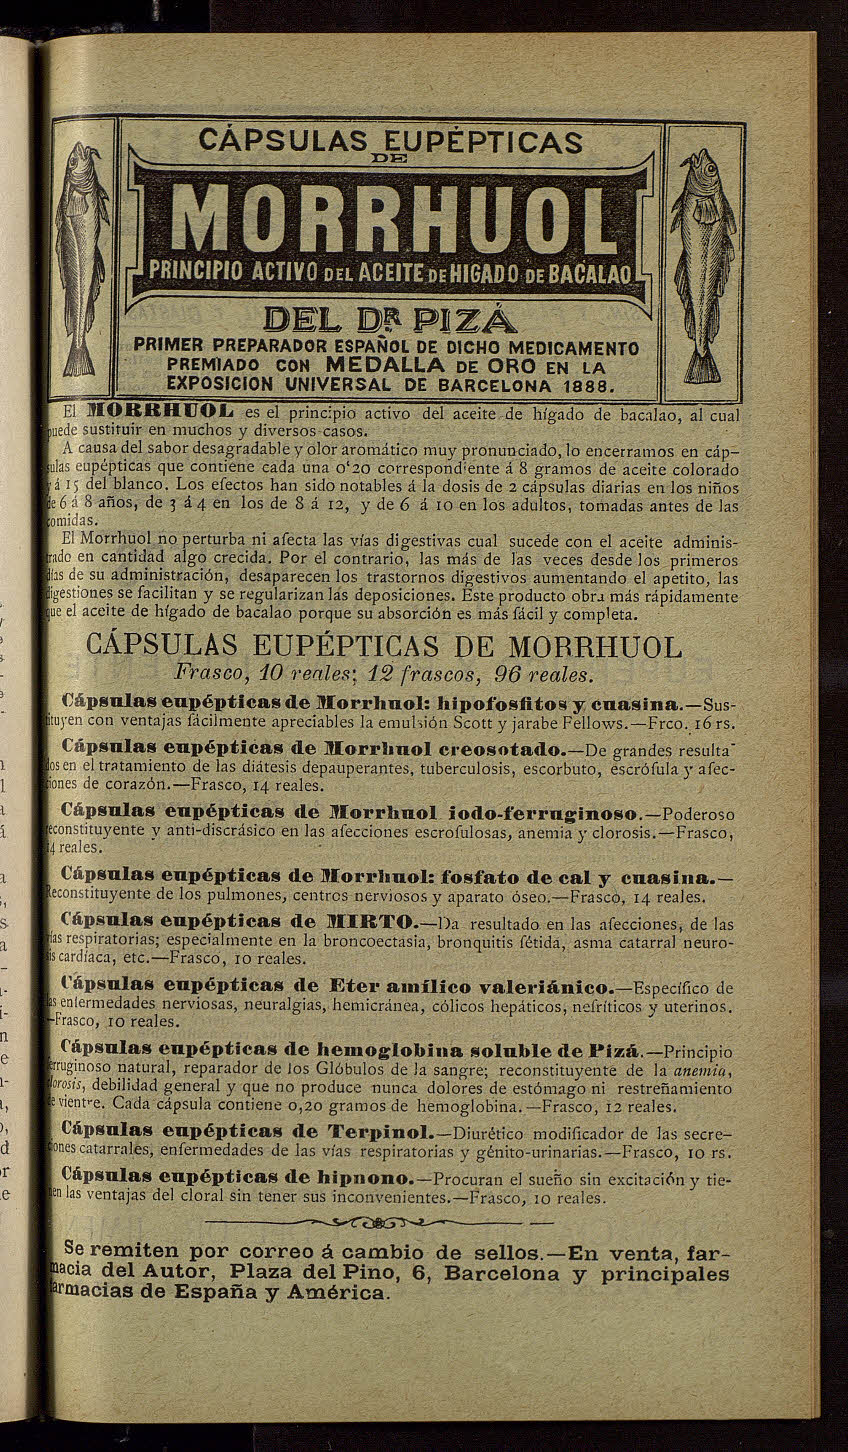 CÁPSULAS EUPÉPTICAS
DE
MORRHUOL
PRINCIPIO ACTIVO DEL ACEITE DE HIGADO DE BACALAO
DEL DR PIZÁ
PRIMER PREPARADOR ESPAÑOL DE DICHO MEDICAMENTO
PREMIADO CON MEDALLA DE ORO EN LA
EXPOSICION UNIVERSAL DE BARCELONA 1888.
El MORRHUOL es el principio activo del aceite de hígado de bacalao, al cual
puede sustituir en muchos y diversos casos.
A causa del sabor desagradable y olor aromático muy pronunciado, lo encerramos en cáp-
sulas eupépticas que contiene cada una 0‘20 correspondiente á 8 gramos de aceite colorado
y á 15 del blanco. Los efectos han sido notables á la dosis de 2 cápsulas diarias en los niños
de 6 á 8 años, de 3 á 4 en los de 8 á 12, y de 6 á 10 en los adultos, tomadas antes de las
comidas.
El Morrhuol no perturba ni afecta las vías digestivas cual sucede con el aceite adminis-
trado en cantidad algo crecida. Por el contrario, las más de las veces desde los primeros
días de su administración, desaparecen los trastornos digestivos aumentando el apetito, las
digestiones se facilitan y se regularizan las deposiciones. Este producto obra más rápidamente
que el aceite de hígado de bacalao porque su absorción es más fácil y completa.
CÁPSULAS EUPÉPTICAS DE MORRHUOL
Frasco, 10 reales; 12 frascos, 96 reales.
Cápsulas eupépticas de Morrhuol: hipofosfitos y cuasina.—Sus-
tituyen con ventajas fácilmente apreciables la emulsión Scott y jarabe Fellows.—Frco. 16 rs.
Cápsulas eupépticas de Morrhuol creosotado.—De grandes resulta-
dos en el tratamiento de las diátesis depauperantes, tuberculosis, escorbuto, escrófula y afec-
ciones de corazón.—Frasco, 14 reales.
Cápsulas eupépticas de Morrhuol iodo-ferruginoso.—Poderoso
reconstituyente y anti-discrásico en las afecciones escrofulosas, anemia y clorosis.—Frasco,
14 reales.
Cápsulas eupépticas de Morrhuol: fosfato de cal y cuasina.—
Reconstituyente de los pulmones, centros nerviosos y aparato óseo.—Frasco, 14 reales.
Cápsulas eupépticas de MIRTO.—Da resultado en las afecciones, de las
vías respiratorias; especialmente en la broncoectasia, bronquitis fétida, asma catarral neuro-
sis cardíaca, etc.—Frasco, 10 reales.
Cápsulas eupépticas de Eter amílico valeriánico.—Específico de
las enfermedades nerviosas, neuralgias, hemicránea, cólicos hepáticos, nefríticos y uterinos.
—Frasco, 10 reales.
Cápsulas eupépticas de hemoglobina soluble de Pizá.—Principio
ferruginoso natural, reparador de los Glóbulos de la sangre; reconstituyente de la anemia,
clorosis, debilidad general y que no produce nunca dolores de estómago ni restreñamiento
de vientre. Cada cápsula contiene 0,20 gramos de hemoglobina.—Frasco, 12 reales.
Cápsulas eupépticas de Terpinol.—Diurético modificador de las secre-
ciones catarrales, enfermedades de las vías respiratorias y génito-urinarias.—Frasco, 10 rs.
Cápsulas eupépticas de hipnono.—Procuran el sueño sin excitación y tie-
nen las ventajas del cloral sin tener sus inconvenientes.—Frasco, 10 reales.
Se remiten por correo á cambio de sellos.—En venta, far-
macia del Autor, Plaza del Pino, 6, Barcelona y principales
farmacias de España y América.